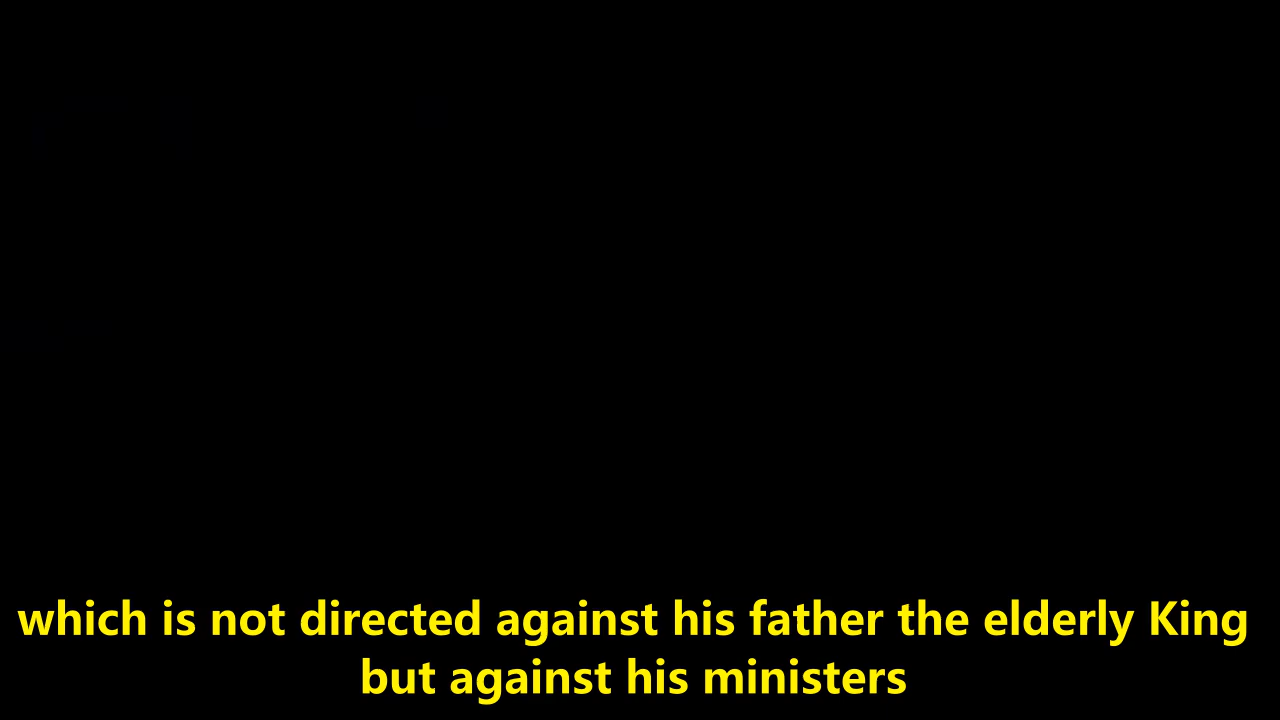 which is not directed against his father the elderly King
but against his ministers